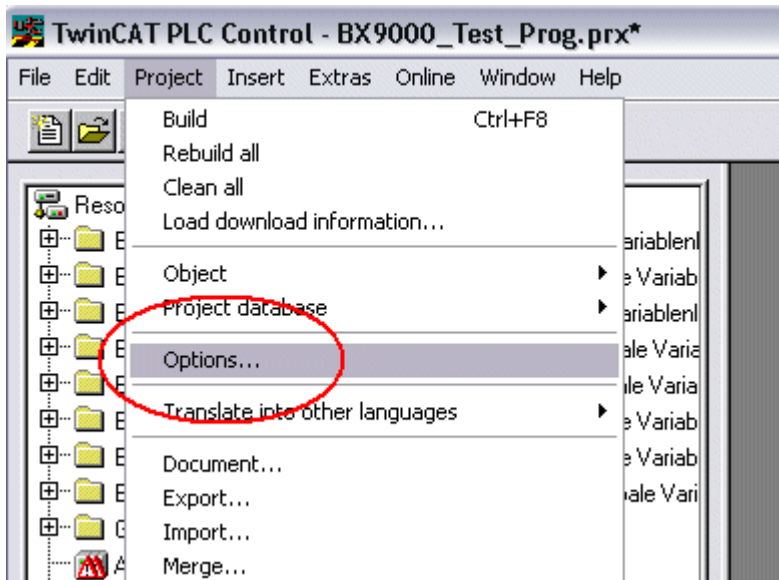 TwinCAT PLC Control - BX9000_Test_Prog.prx*
File Edit Project Insert Extras Online Window Help
Build Ctrl+F8
Rebuild all
Clean all
Load download information...
Object
Project database
Options...
Translate into other languages
Document...
Export...
Import...
Merge...